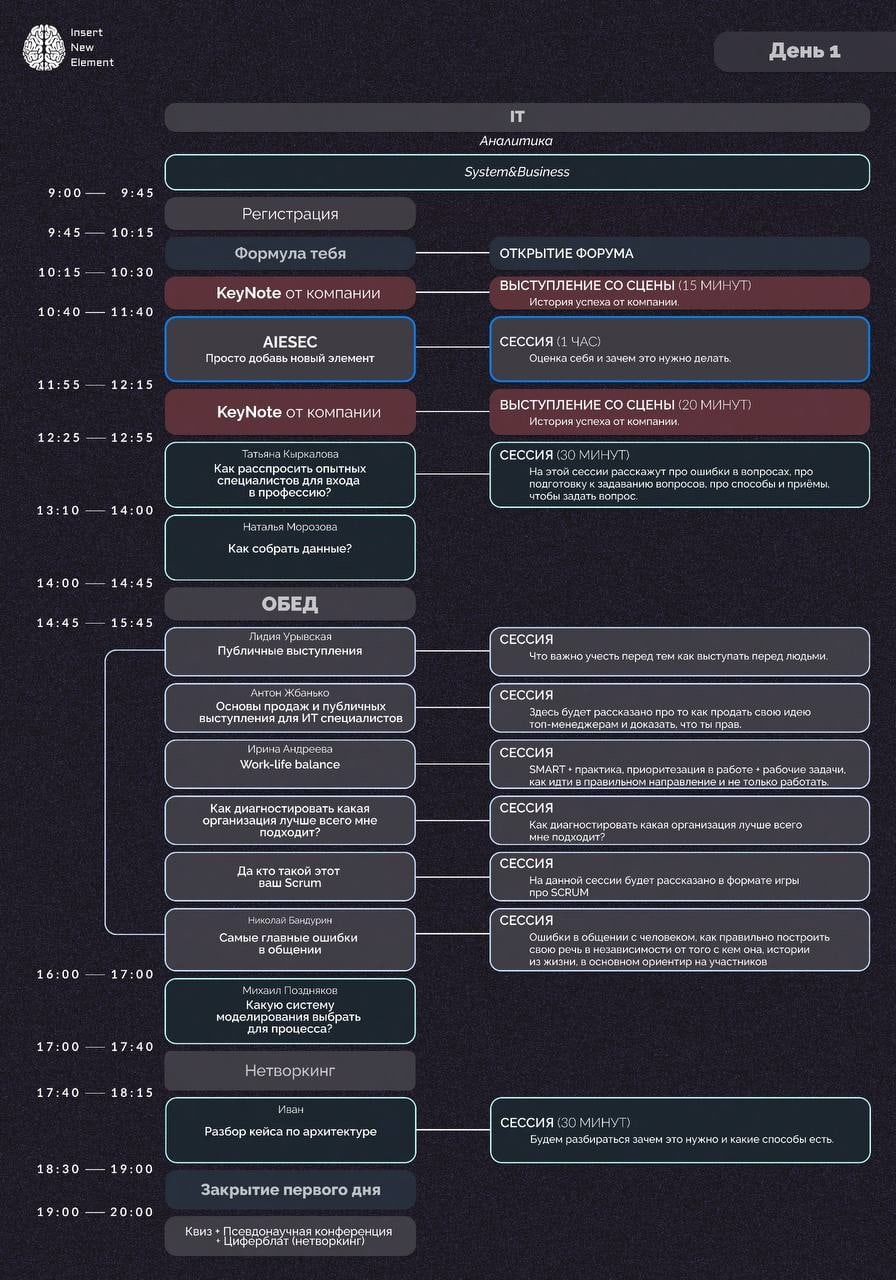 Insert
New
Element
День 1
IT
Аналитика
System&Business
9:00 — 9:45
Регистрация
9:45 — 10:15
Формула тебя
ОТКРЫТИЕ ФОРУМА
10:15 — 10:30
KeyNote от компании
ВЫСТУПЛЕНИЕ СО СЦЕНЫ (15 МИНУТ)
История успеха от компании.
10:40 — 11:40
AIESEC
Просто добавь новый элемент
СЕССИЯ (1 ЧАС)
Оценка себя и зачем это нужно делать.
11:55 — 12:15
KeyNote от компании
ВЫСТУПЛЕНИЕ СО СЦЕНЫ (20 МИНУТ)
История успеха от компании.
12:25 — 12:55
Татьяна Кыркалова
Как расспросить опытных
специалистов для входа
в профессию?
СЕССИЯ (30 МИНУТ)
На этой сессии расскажут про ошибки в вопросах, про
подготовку к задаванию вопросов, про способы и приёмы,
чтобы задать вопрос.
13:10 — 14:00
Наталья Морозова
Как собрать данные?
14:00 — 14:45
ОБЕД
14:45 — 15:45
Лидия Урывская
Публичные выступления
СЕССИЯ
Что важно учесть перед тем как выступать перед людьми.
Антон Жбанько
Основы продаж и публичных
выступления для ИТ специалистов
СЕССИЯ
Здесь будет рассказано про то как продать свою идею
топ-менеджерам и доказать, что ты прав.
Ирина Андреева
Work-life balance
СЕССИЯ
SMART + практика, приоритезация в работе + рабочие задачи,
как идти в правильном направление и не только работать.
Как диагностировать какая
организация лучше всего мне
подходит?
СЕССИЯ
Как диагностировать какая организация лучше всего
мне подходит?
Да кто такой этот
ваш Scrum
СЕССИЯ
На данной сессии будет рассказано в формате игры
про SCRUM
Николай Бандурин
Самые главные ошибки
в общении
СЕССИЯ
Ошибки в общении с человеком, как правильно построить
свою речь в независимости от того с кем она, истории
из жизни, в основном ориентир на участников
16:00 — 17:00
Михаил Поздняков
Какую систему
моделирования выбрать
для процесса?
17:00 — 17:40
Нетворкинг
17:40 — 18:15
Иван
Разбор кейса по архитектуре
СЕССИЯ (30 МИНУТ)
Будем разбираться зачем это нужно и какие способы есть.
18:30 — 19:00
Закрытие первого дня
19:00 — 20:00
Квиз + Псевдонаучная конференция
+ Циферблат (нетворкинг)